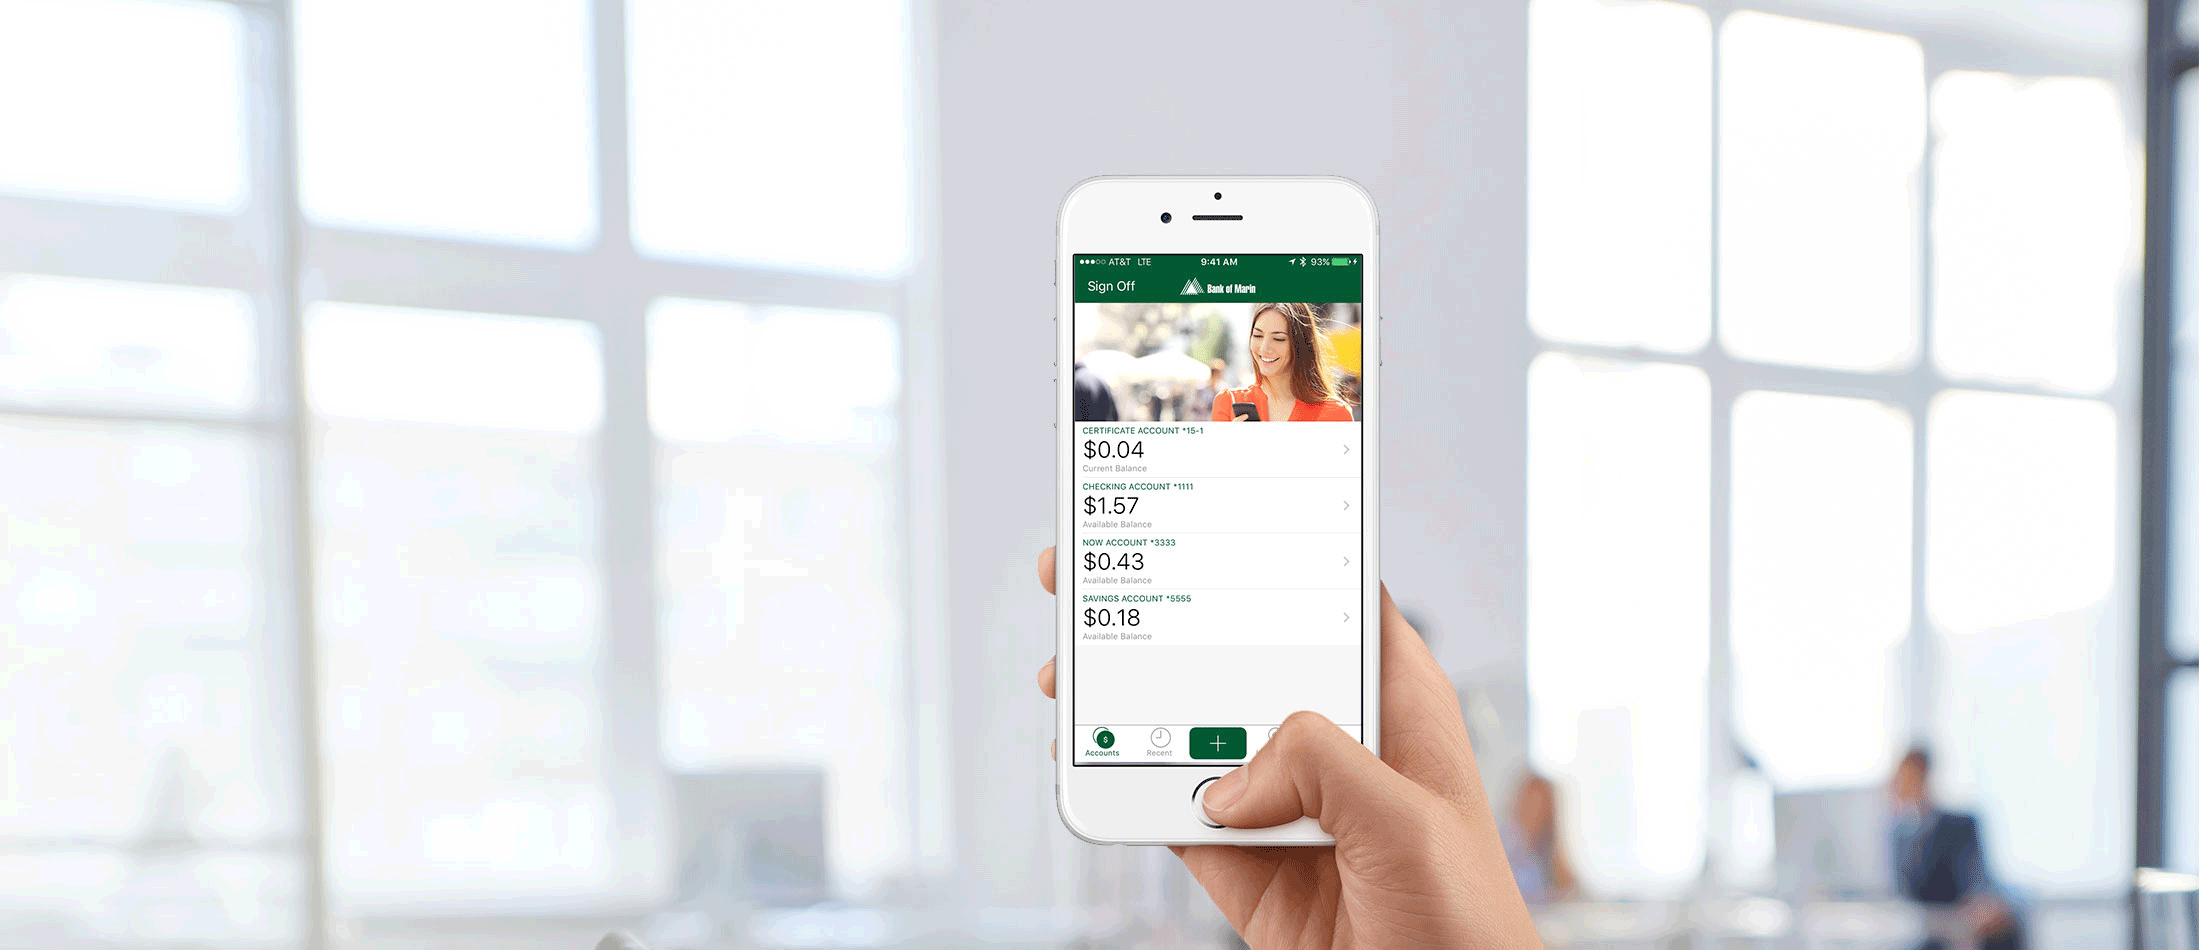 AT&T LTE 9:41 AM 93%
Sign Off Bank of Marin
CERTIFICATE ACCOUNT *15-1
$0.04
Current Balance
CHECKING ACCOUNT *1111
$1.57
Available Balance
NOW ACCOUNT *3333
$0.43
Available Balance
SAVINGS ACCOUNT *5555
$0.18
Available Balance
$
Accounts Recent